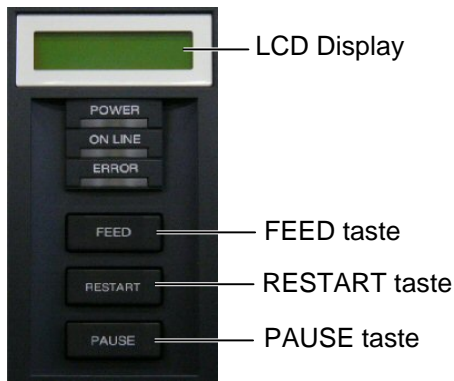 LCD Display
POWER
ON LINE
ERROR
FEED
FEED taste
RESTART
RESTART taste
PAUSE
PAUSE taste